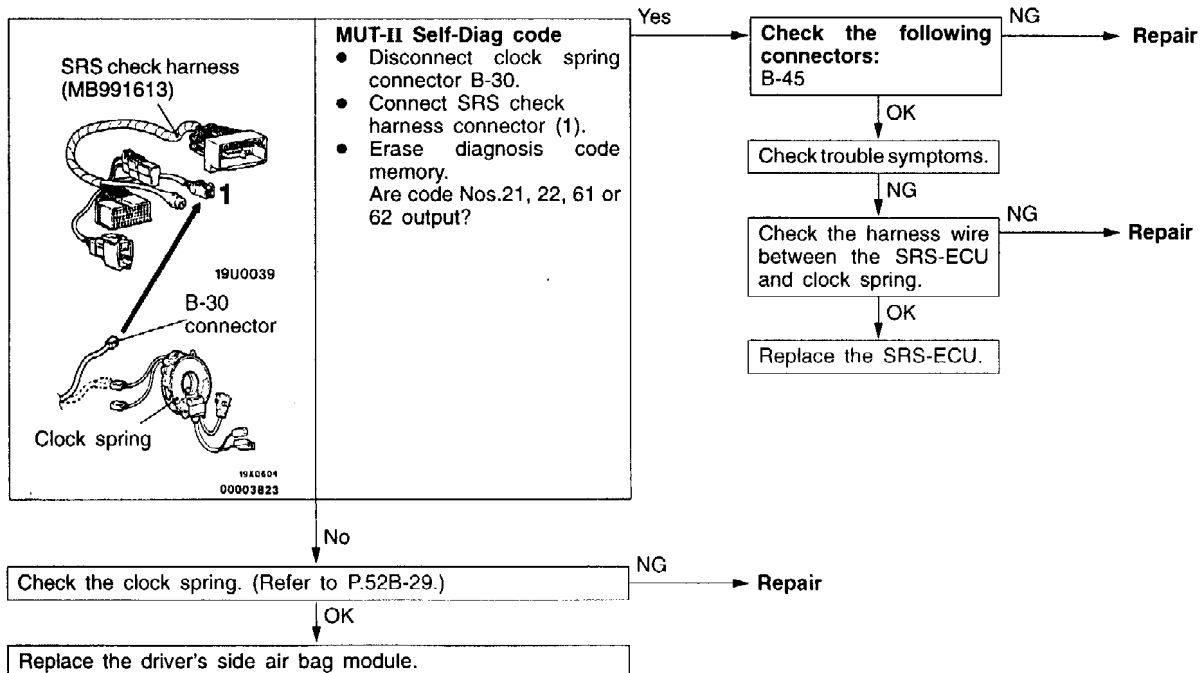 SRS check harness
(MB991613)
1
19U0039
B-30
connector
Clock spring
19X0604
00003823
MUT-II Self-Diag code
● Disconnect clock spring
connector B-30.
● Connect SRS check
harness connector (1).
● Erase diagnosis code
memory.
Are code Nos.21, 22, 61 or
62 output?
Yes
Check the following
connectors:
B-45
NG
Repair
OK
Check trouble symptoms.
NG
Check the harness wire
between the SRS-ECU
and clock spring.
NG
Repair
OK
Replace the SRS-ECU.
No
Check the clock spring. (Refer to P.52B-29.)
NG
Repair
OK
Replace the driver's side air bag module.